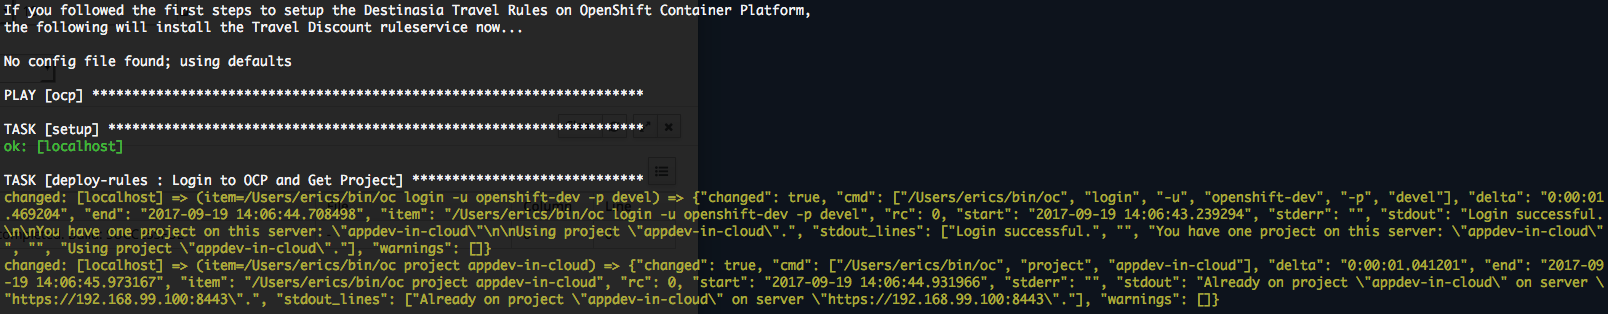 If you followed the first steps to setup the Destinasia Travel Rules on OpenShift Container Platform,
the following will install the Travel Discount ruleservice now...
No config file found; using defaults
PLAY [ocp] *********************************************************************
TASK [setup] *******************************************************************
ok: [localhost]
TASK [deploy-rules : Login to OCP and Get Project] *****************************
changed: [localhost] => (item=/Users/erics/bin/oc login -u openshift-dev -p devel) => {"changed": true, "cmd": ["/Users/erics/bin/oc", "login", "-u", "openshift-dev", "-p", "devel"], "delta": "0:00:01
.469204", "end": "2017-09-19 14:06:44.708498", "item": "/Users/erics/bin/oc login -u openshift-dev -p devel", "rc": 0, "start": "2017-09-19 14:06:43.239294", "stderr": "", "stdout": "Login successful.
\n\nYou have one project on this server: \"appdev-in-cloud\"\n\nUsing project \"appdev-in-cloud\".", "stdout_lines": ["Login successful.", "", "You have one project on this server: \"appdev-in-cloud\"
", "", "Using project \"appdev-in-cloud\"."], "warnings": []}
changed: [localhost] => (item=/Users/erics/bin/oc project appdev-in-cloud) => {"changed": true, "cmd": ["/Users/erics/bin/oc", "project", "appdev-in-cloud"], "delta": "0:00:01.041201", "end": "2017-09
-19 14:06:45.973167", "item": "/Users/erics/bin/oc project appdev-in-cloud", "rc": 0, "start": "2017-09-19 14:06:44.931966", "stderr": "", "stdout": "Already on project \"appdev-in-cloud\" on server \
"https://192.168.99.100:8443\".", "stdout_lines": ["Already on project \"appdev-in-cloud\" on server \"https://192.168.99.100:8443\"."], "warnings": []}